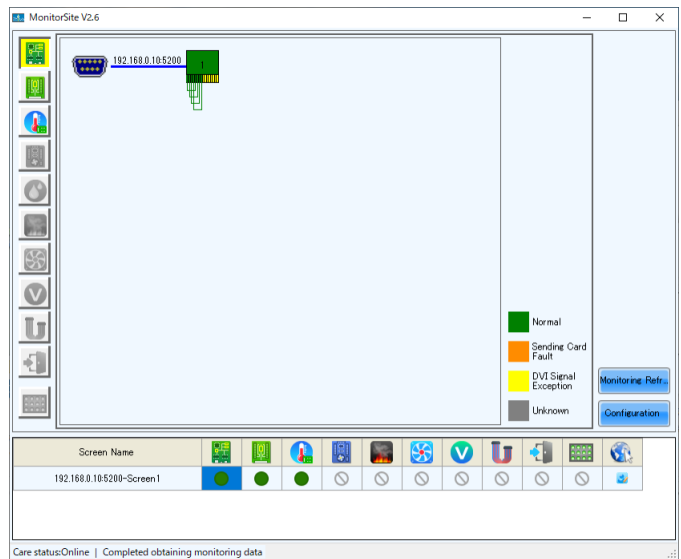 MonitorSite V2.6
192.168.0.10:5200
1
Normal
Sending Card
Fault
DVI Signal
Exception
Unknown
Monitoring Refr...
Configuration
Screen Name
192.168.0.10:5200-Screen1
Care status:Online | Completed obtaining monitoring data